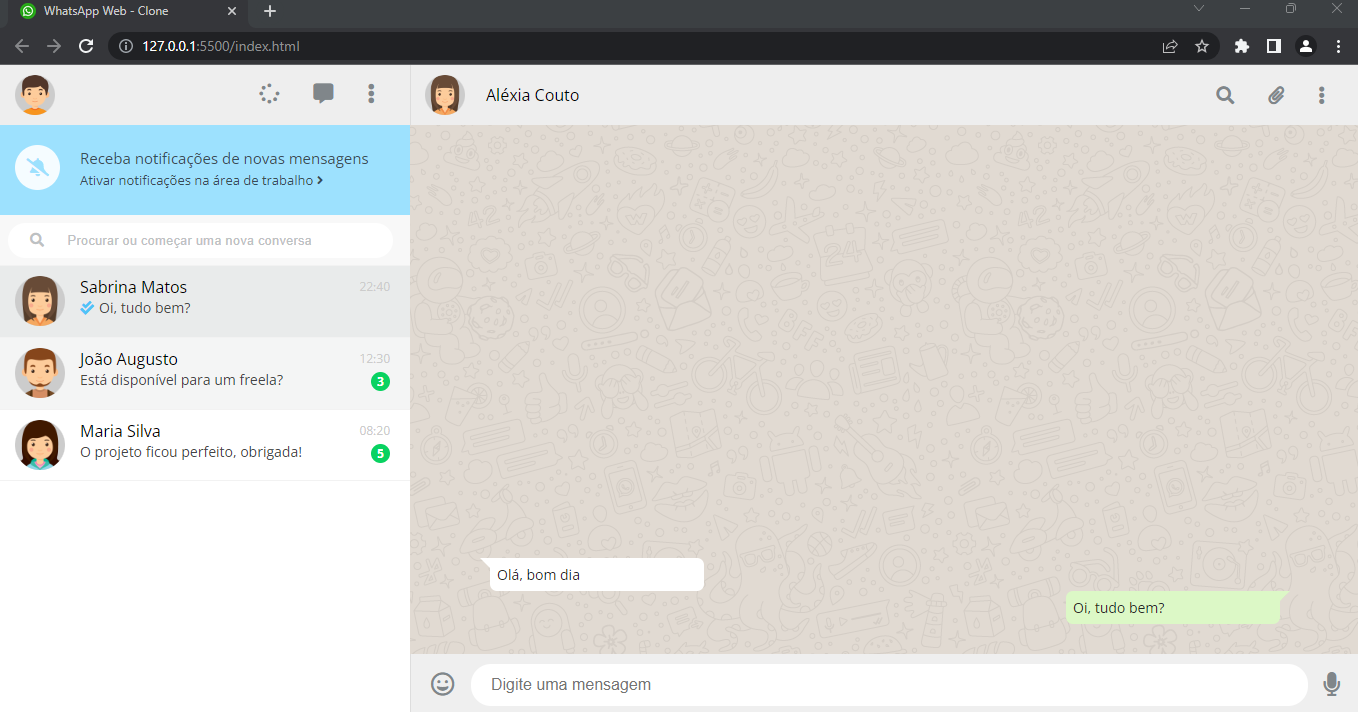 WhatsApp Web - Clone
127.0.0.1:5500/index.html
Aléxia Couto
Receba notificações de novas mensagens
Ativar notificações na área de trabalho
Procurar ou começar uma nova conversa
Sabrina Matos 22:40
Oi, tudo bem?
João Augusto 12:30
Está disponível para um freela? 3
Maria Silva 08:20
O projeto ficou perfeito, obrigada! 5
24
Olá, bom dia
Oi, tudo bem?
Digite uma mensagem